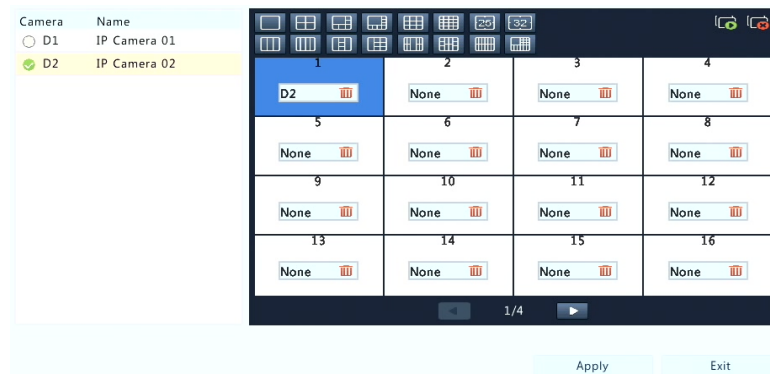 Camera Name
D1 IP Camera 01
D2 IP Camera 02
25 32
1 2 3 4
D2 None None None
5 6 7 8
None None None None
9 10 11 12
None None None None
13 14 15 16
None None None None
1/4
Apply Exit